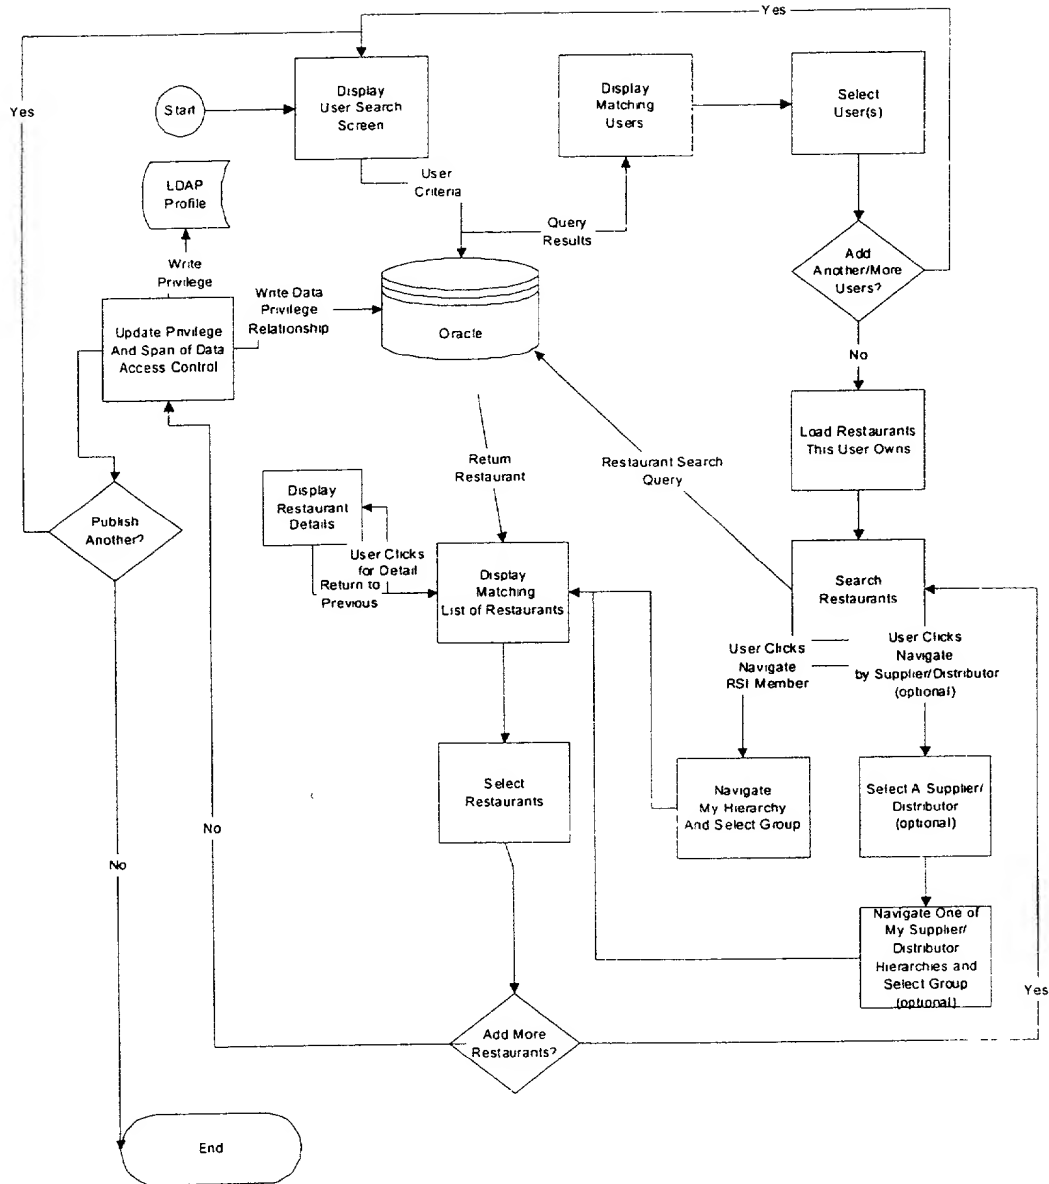 Yes
Yes
Start
Display
User Search
Screen
Display
Matching
Users
Select
User(s)
LDAP
Profile
User
Criteria
Query
Results
Write
Privilege
Write Data
Privilege
Relationship
Add
Another/More
Users?
Update Privilege
And Span of Data
Access Control
Oracle
No
Load Restaurants
This User Owns
Return
Restaurant
Restaurant Search
Query
Display
Restaurant
Details
Publish
Another?
User Clicks
for Detail
Return to
Previous
Display
Matching
List of Restaurants
Search
Restaurants
User Clicks
Navigate
RSI Member
User Clicks
Navigate
by Supplier/Distributor
(optional)
Select
Restaurants
Navigate
My Hierarchy
And Select Group
Select A Supplier/
Distributor
(optional)
No
No
Navigate One of
My Supplier/
Distributor
Hierarchies and
Select Group
(optional)
Yes
Add More
Restaurants?
End